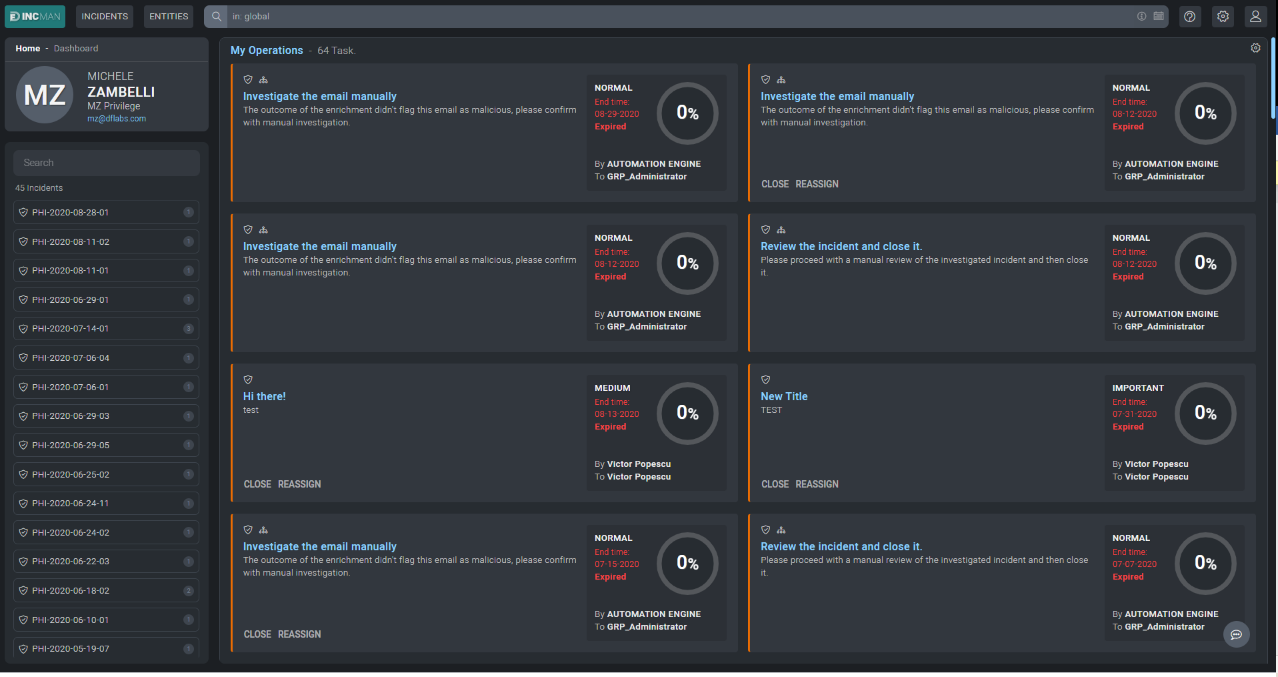 INCMAN INCIDENTS ENTITIES in: global
Home - Dashboard
MZ
MICHELE
ZAMBELLI
MZ Privilege
mz@dflabs.com
Search
45 Incidents
PHI-2020-08-28-01 1
PHI-2020-08-11-02 1
PHI-2020-08-11-01 1
PHI-2020-06-29-01 1
PHI-2020-07-14-01 3
PHI-2020-07-06-04 1
PHI-2020-07-06-01 1
PHI-2020-06-29-03 1
PHI-2020-06-29-05 1
PHI-2020-06-25-02 1
PHI-2020-06-24-11 1
PHI-2020-06-24-02 1
PHI-2020-06-22-03 1
PHI-2020-06-18-02 2
PHI-2020-06-10-01 1
PHI-2020-05-19-07 1
My Operations - 64 Task.
Investigate the email manually
The outcome of the enrichment didn't flag this email as malicious, please confirm
with manual investigation.
NORMAL
End time:
08-29-2020
Expired
0%
By AUTOMATION ENGINE
To GRP_Administrator
Investigate the email manually
The outcome of the enrichment didn't flag this email as malicious, please confirm
with manual investigation.
CLOSE REASSIGN
NORMAL
End time:
08-12-2020
Expired
0%
By AUTOMATION ENGINE
To GRP_Administrator
Investigate the email manually
The outcome of the enrichment didn't flag this email as malicious, please confirm
with manual investigation.
NORMAL
End time:
08-12-2020
Expired
0%
By AUTOMATION ENGINE
To GRP_Administrator
Review the incident and close it.
Please proceed with a manual review of the investigated incident and then close
it.
NORMAL
End time:
08-12-2020
Expired
0%
By AUTOMATION ENGINE
To GRP_Administrator
Hi there!
test
CLOSE REASSIGN
MEDIUM
End time:
08-13-2020
Expired
0%
By Victor Popescu
To Victor Popescu
New Title
TEST
CLOSE REASSIGN
IMPORTANT
End time:
07-31-2020
Expired
0%
By Victor Popescu
To Victor Popescu
Investigate the email manually
The outcome of the enrichment didn't flag this email as malicious, please confirm
with manual investigation.
CLOSE REASSIGN
NORMAL
End time:
07-15-2020
Expired
0%
By AUTOMATION ENGINE
To GRP_Administrator
Review the incident and close it.
Please proceed with a manual review of the investigated incident and then close
it.
NORMAL
End time:
07-07-2020
Expired
0%
By AUTOMATION ENGINE
To GRP_Administrator